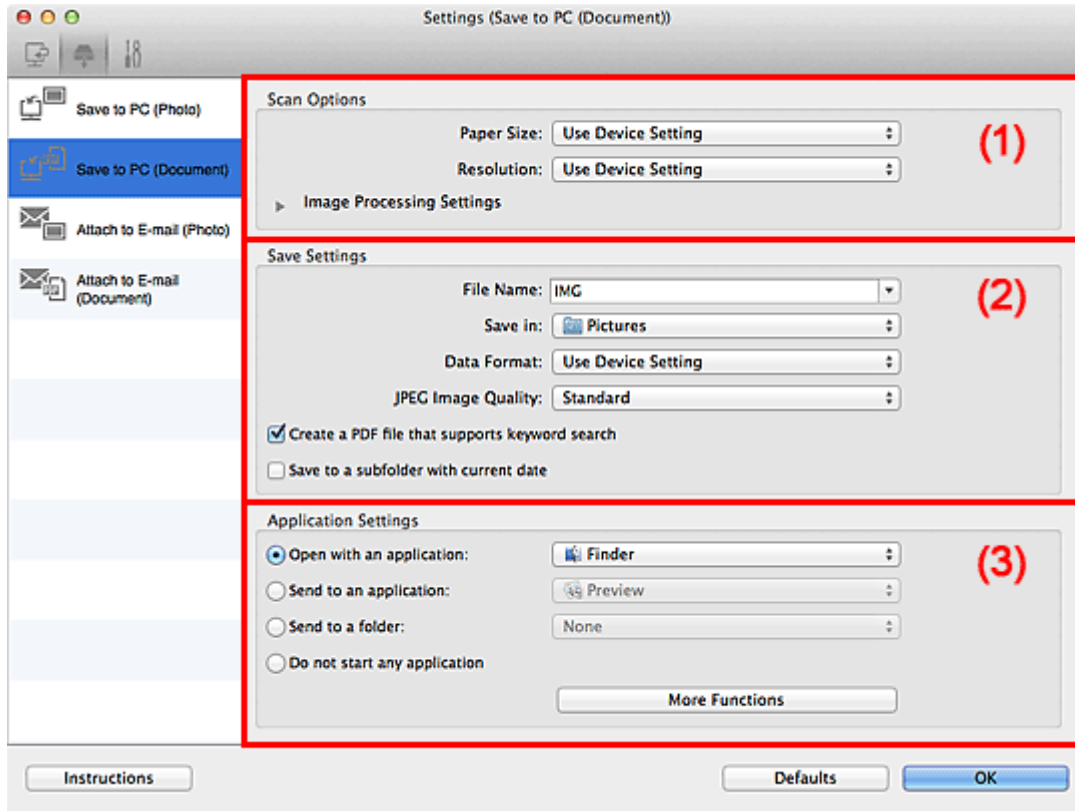 Settings (Save to PC (Document))
Save to PC (Photo)
Save to PC (Document)
Attach to E-mail (Photo)
Attach to E-mail
(Document)
Scan Options
(1)
Paper Size: Use Device Setting
Resolution: Use Device Setting
Image Processing Settings
Save Settings
(2)
File Name: IMG
Save in: Pictures
Data Format: Use Device Setting
JPEG Image Quality: Standard
Create a PDF file that supports keyword search
Save to a subfolder with current date
Application Settings
(3)
Open with an application: Finder
Send to an application: Preview
Send to a folder: None
Do not start any application
More Functions
Instructions
Defaults
OK